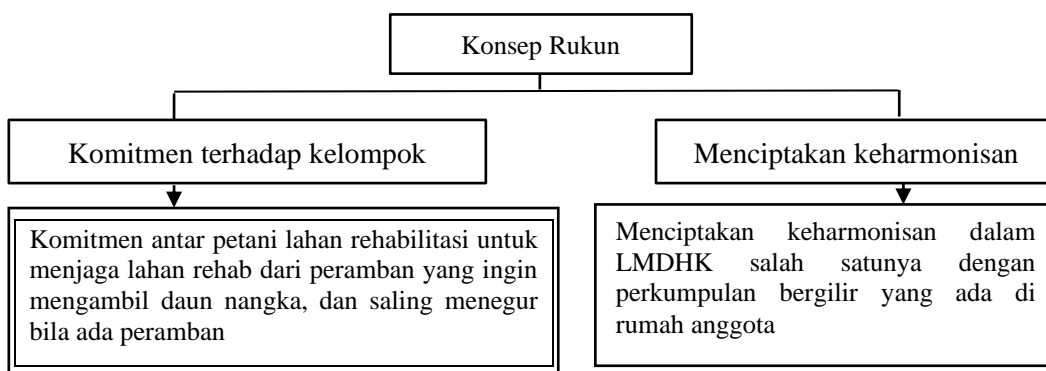 Konsep Rukun
Komitmen terhadap kelompok
Menciptakan keharmonisan
Komitmen antar petani lahan rehabilitasi untuk
menjaga lahan rehab dari peramban yang ingin
mengambil daun nangka, dan saling menegur
bila ada peramban
Menciptakan keharmonisan dalam
LMDHK salah satunya dengan
perkumpulan bergilir yang ada di
rumah anggota